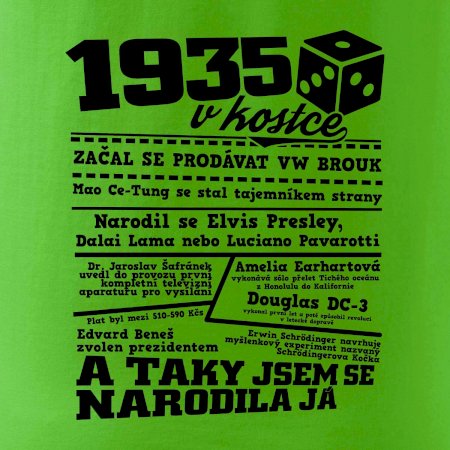 1935
v kostce
ZAČAL SE PRODÁVAT VW BROUK
Mao Ce-Tung se stal tajemníkem strany
Narodil se Elvis Presley,
Dalai Lama nebo Luciano Pavarotti
Dr. Jaroslav Šafránek
uvedl do provozu první
kompletní televizní
aparaturu pro vysílání
Plat byl mezi 510-590 Kčs
Edvard Beneš
zvolen prezidentem
Amelia Earhartová
vykonává sólo přelet Tichého oceánu
z Honolulu do Kalifornie
Douglas DC-3
vykonal první let a poté způsobil revoluci
v letecké dopravě
Erwin Schrödinger navrhuje
myšlenkový experiment nazvaný
Schrödingerova Kočka
A TAKY JSEM SE
NARODILA JÁ